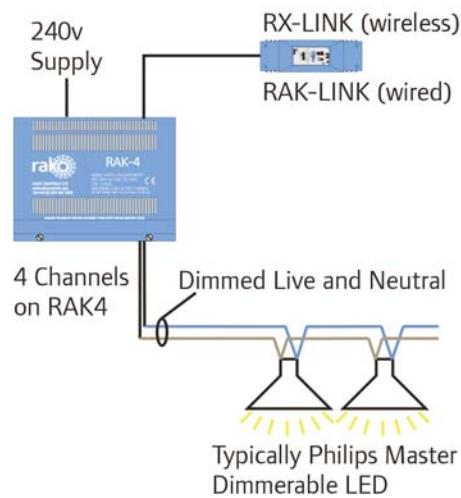 240v
Supply
RX-LINK (wireless)
RAK-LINK (wired)
rako
RAK-4
4 Channels
on RAK4
Dimmed Live and Neutral
Typically Philips Master
Dimmerable LED